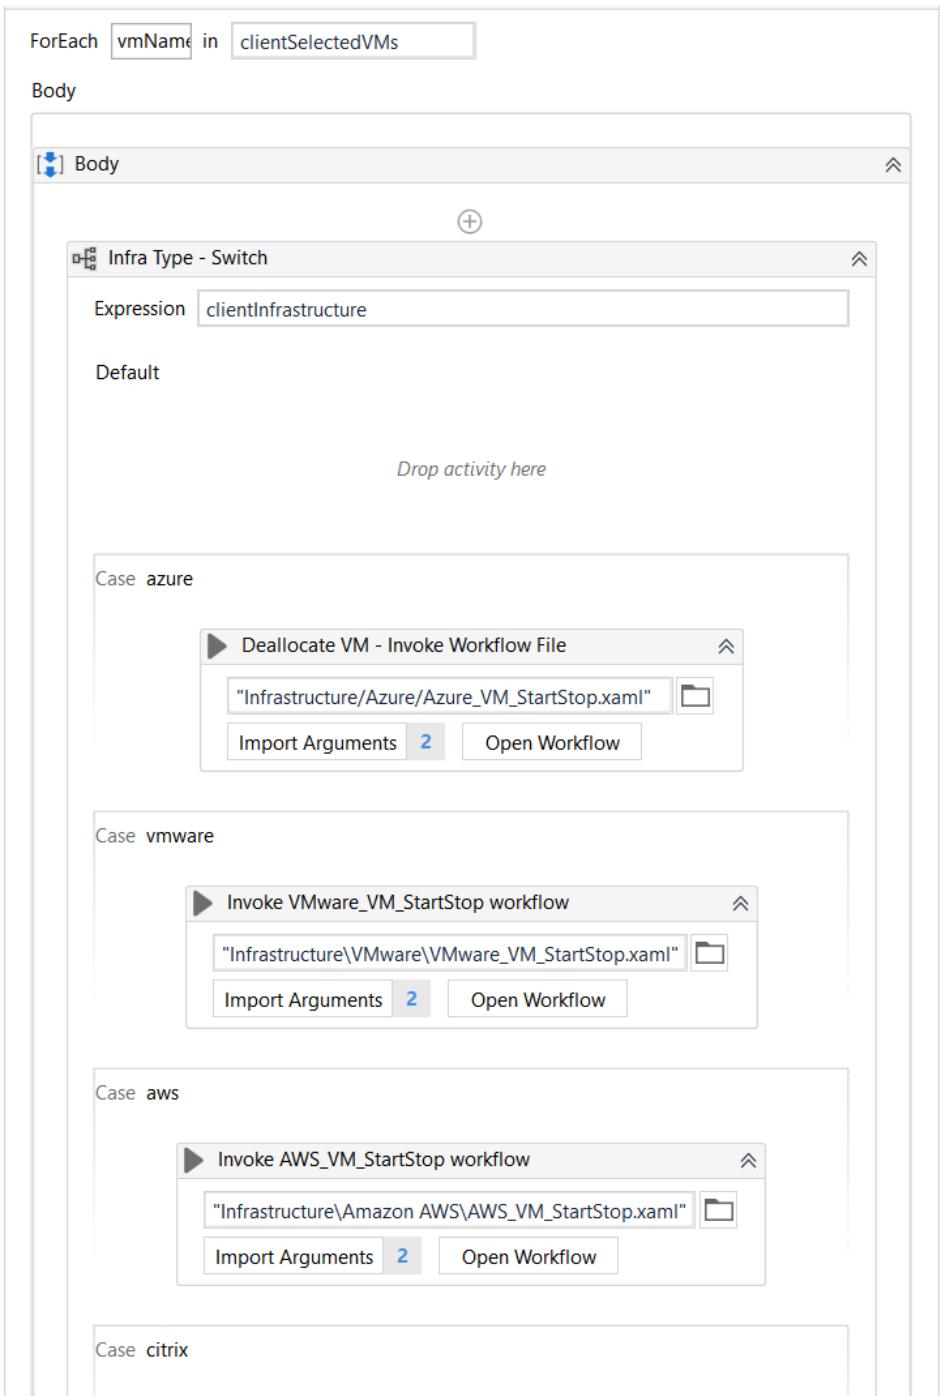 ForEach vmName in clientSelectedVMs
Body
Body
Infra Type - Switch
Expression clientInfrastructure
Default
Drop activity here
Case azure
Deallocate VM - Invoke Workflow File
"Infrastructure/Azure/Azure_VM_StartStop.xaml"
Import Arguments 2 Open Workflow
Case vmware
Invoke VMware_VM_StartStop workflow
"Infrastructure\VMware\VMware_VM_StartStop.xaml"
Import Arguments 2 Open Workflow
Case aws
Invoke AWS_VM_StartStop workflow
"Infrastructure\Amazon AWS\AWS_VM_StartStop.xaml"
Import Arguments 2 Open Workflow
Case citrix